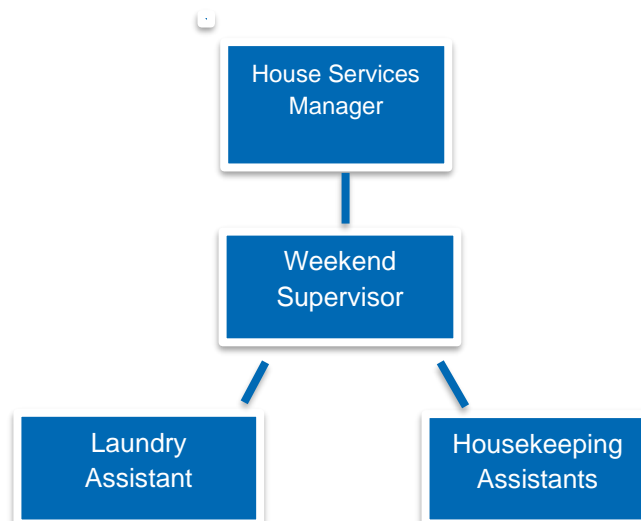 House Services
Manager
Weekend
Supervisor
Laundry
Assistant
Housekeeping
Assistants